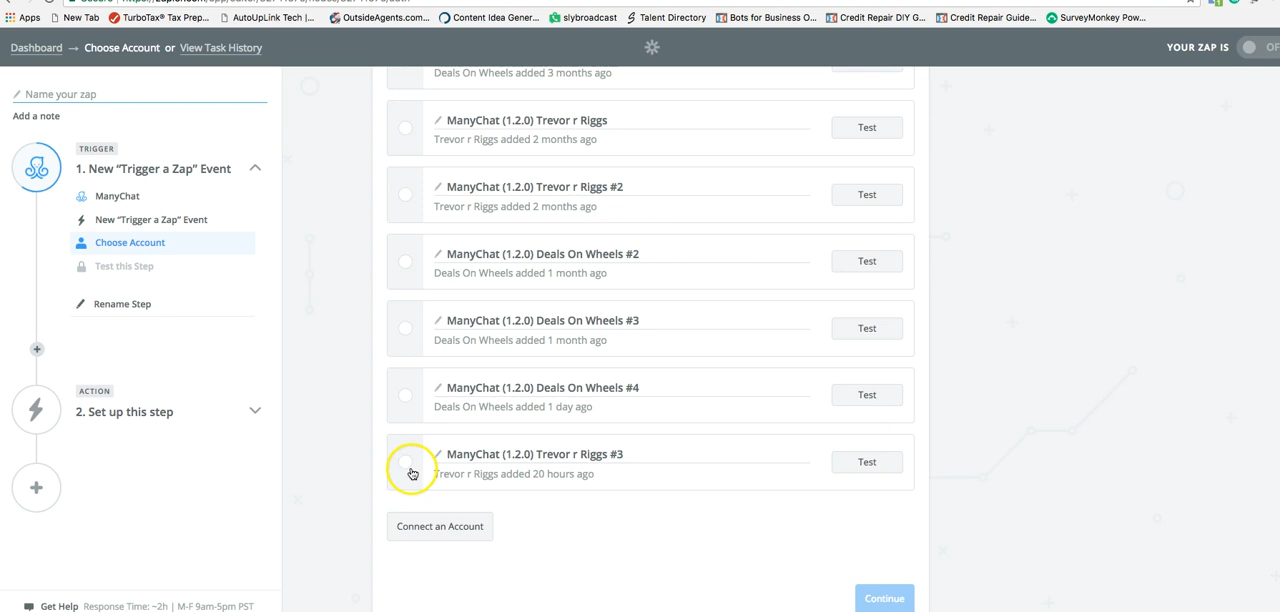 Apps New Tab TurboTax® Tax Prep... AutoUpLink Tech |... OutsideAgents.com... Content Idea Gener... slybroadcast Talent Directory Bots for Business O... Credit Repair DIY G... Credit Repair Guide... SurveyMonkey Pow...
Dashboard → Choose Account or View Task History
YOUR ZAP IS OF
Name your zap
Add a note
TRIGGER
1. New “Trigger a Zap” Event
ManyChat
New “Trigger a Zap” Event
Choose Account
Test this Step
Rename Step
ACTION
2. Set up this step
Get Help Response Time: ~2h | M-F 9am-5pm PST
Deals On Wheels added 3 months ago
ManyChat (1.2.0) Trevor r Riggs
Trevor r Riggs added 2 months ago
Test
ManyChat (1.2.0) Trevor r Riggs #2
Trevor r Riggs added 2 months ago
Test
ManyChat (1.2.0) Deals On Wheels #2
Deals On Wheels added 1 month ago
Test
ManyChat (1.2.0) Deals On Wheels #3
Deals On Wheels added 1 month ago
Test
ManyChat (1.2.0) Deals On Wheels #4
Deals On Wheels added 1 day ago
Test
ManyChat (1.2.0) Trevor r Riggs #3
Trevor r Riggs added 20 hours ago
Test
Connect an Account
Continue